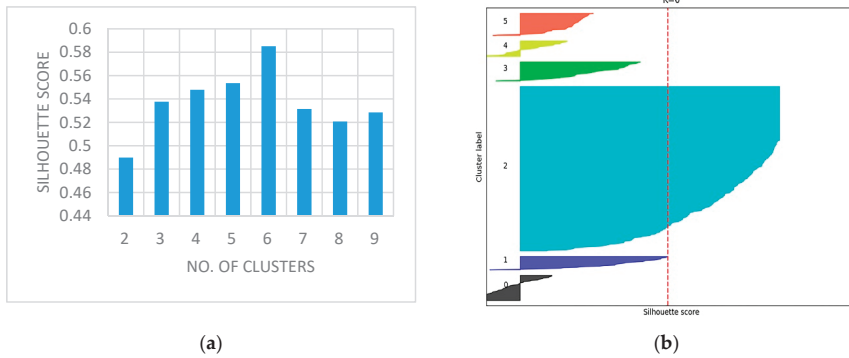 0.6
0.58
0.56
0.54
0.52
0.5
0.48
0.46
0.44
SILHOUETTE SCORE
2 3 4 5 6 7 8 9
NO. OF CLUSTERS
(a)
K=6
5
4
3
2
1
0
Cluster label
Silhouette score
(b)